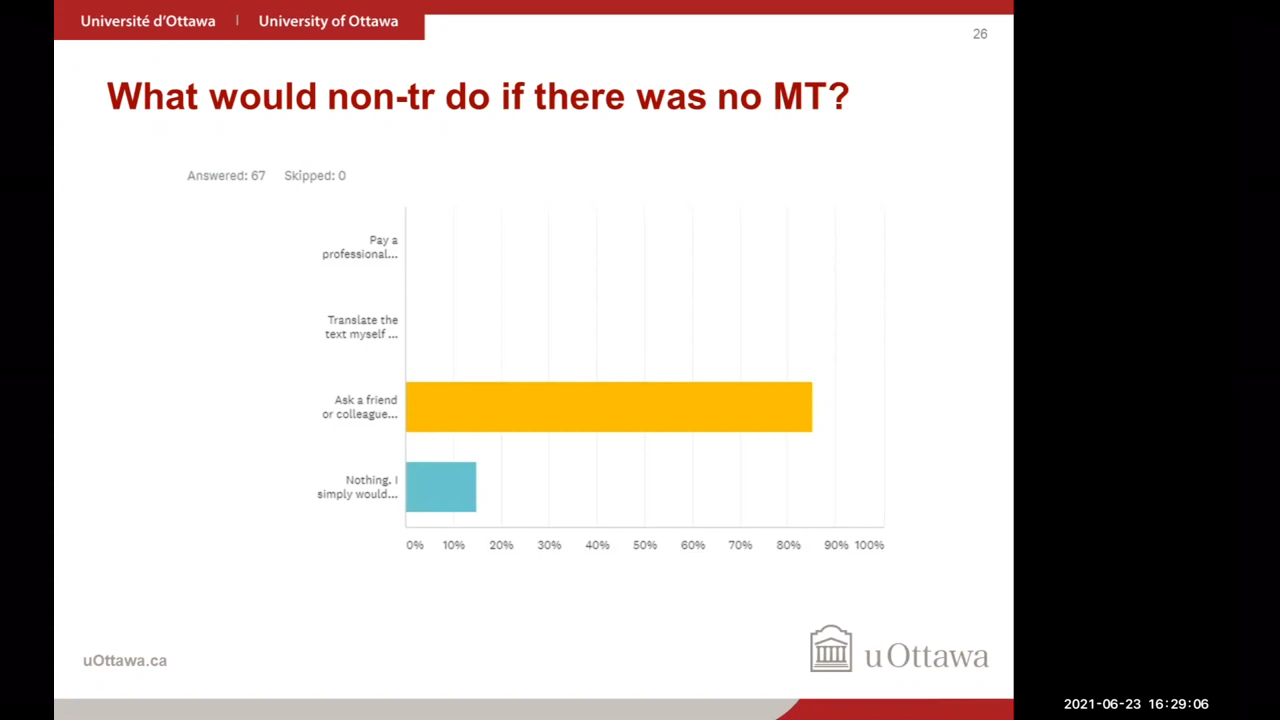 Université d'Ottawa | University of Ottawa
26
What would non-tr do if there was no MT?
Answered: 67 Skipped: 0
Pay a
professional...
Translate the
text myself ...
Ask a friend
or colleague...
Nothing. I
simply would...
0% 10% 20% 30% 40% 50% 60% 70% 80% 90% 100%
uOttawa.ca
uOttawa
2021-06-23 16:29:06